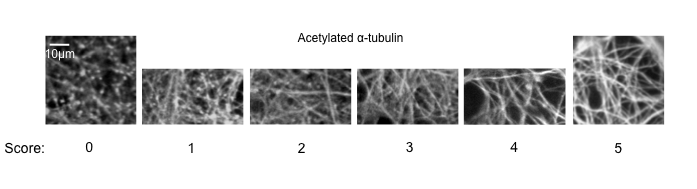 Acetylated α-tubulin
10μm
Score: 0 1 2 3 4 5